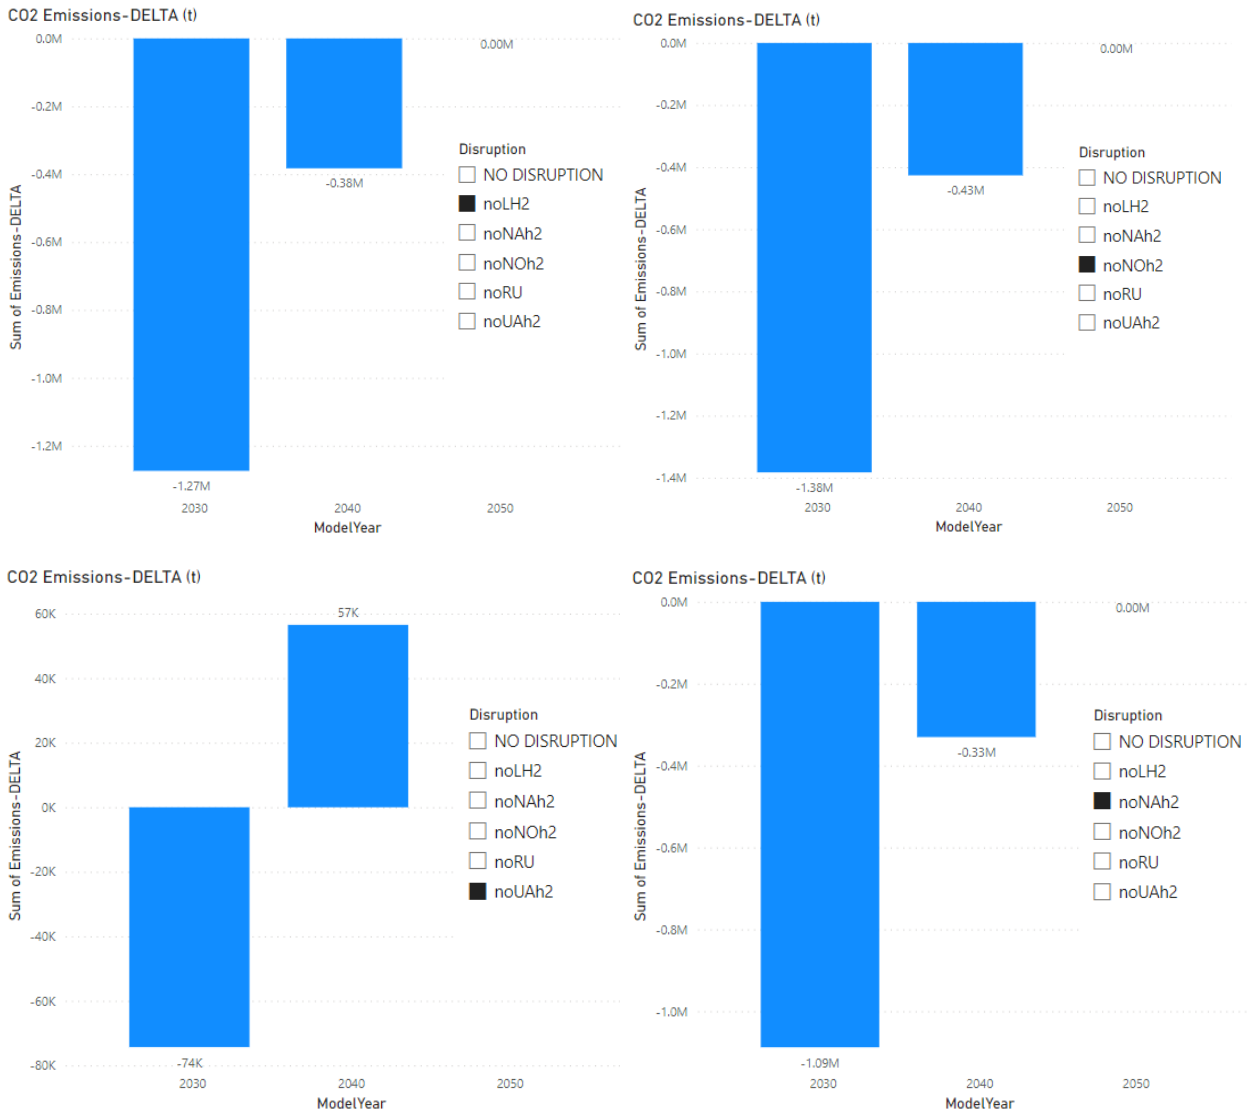 CO2 Emissions-DELTA (t)
0.0M
-0.2M
-0.4M
-0.6M
-0.8M
-1.0M
-1.2M
Sum of Emissions-DELTA
-1.27M
-0.38M
0.00M
2030
2040
2050
ModelYear
Disruption
NO DISRUPTION
noLH2
noNAh2
noNOh2
noRU
noUAh2
CO2 Emissions-DELTA (t)
0.0M
-0.2M
-0.4M
-0.6M
-0.8M
-1.0M
-1.2M
-1.4M
Sum of Emissions-DELTA
-1.38M
-0.43M
0.00M
2030
2040
2050
ModelYear
Disruption
NO DISRUPTION
noLH2
noNAh2
noNOh2
noRU
noUAh2
CO2 Emissions-DELTA (t)
60K
40K
20K
0K
-20K
-40K
-60K
-80K
Sum of Emissions-DELTA
-74K
57K
2030
2040
2050
ModelYear
Disruption
NO DISRUPTION
noLH2
noNAh2
noNOh2
noRU
noUAh2
CO2 Emissions-DELTA (t)
0.0M
-0.2M
-0.4M
-0.6M
-0.8M
-1.0M
Sum of Emissions-DELTA
-1.09M
-0.33M
0.00M
2030
2040
2050
ModelYear
Disruption
NO DISRUPTION
noLH2
noNAh2
noNOh2
noRU
noUAh2